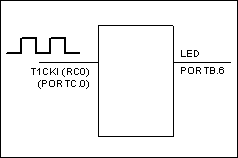 LED
T1CKI (RC0)
PORTB.6
(PORTC.0)